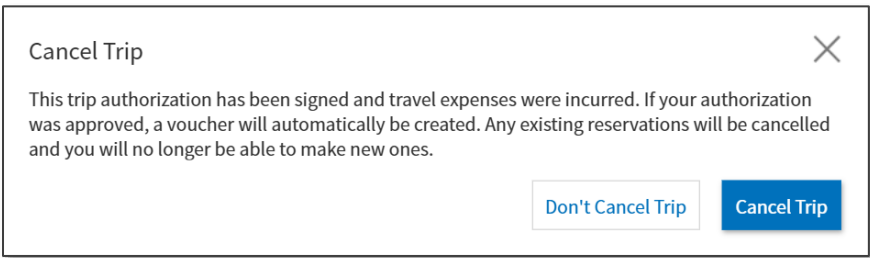 Cancel Trip
This trip authorization has been signed and travel expenses were incurred. If your authorization
was approved, a voucher will automatically be created. Any existing reservations will be cancelled
and you will no longer be able to make new ones.
Don't Cancel Trip
Cancel Trip